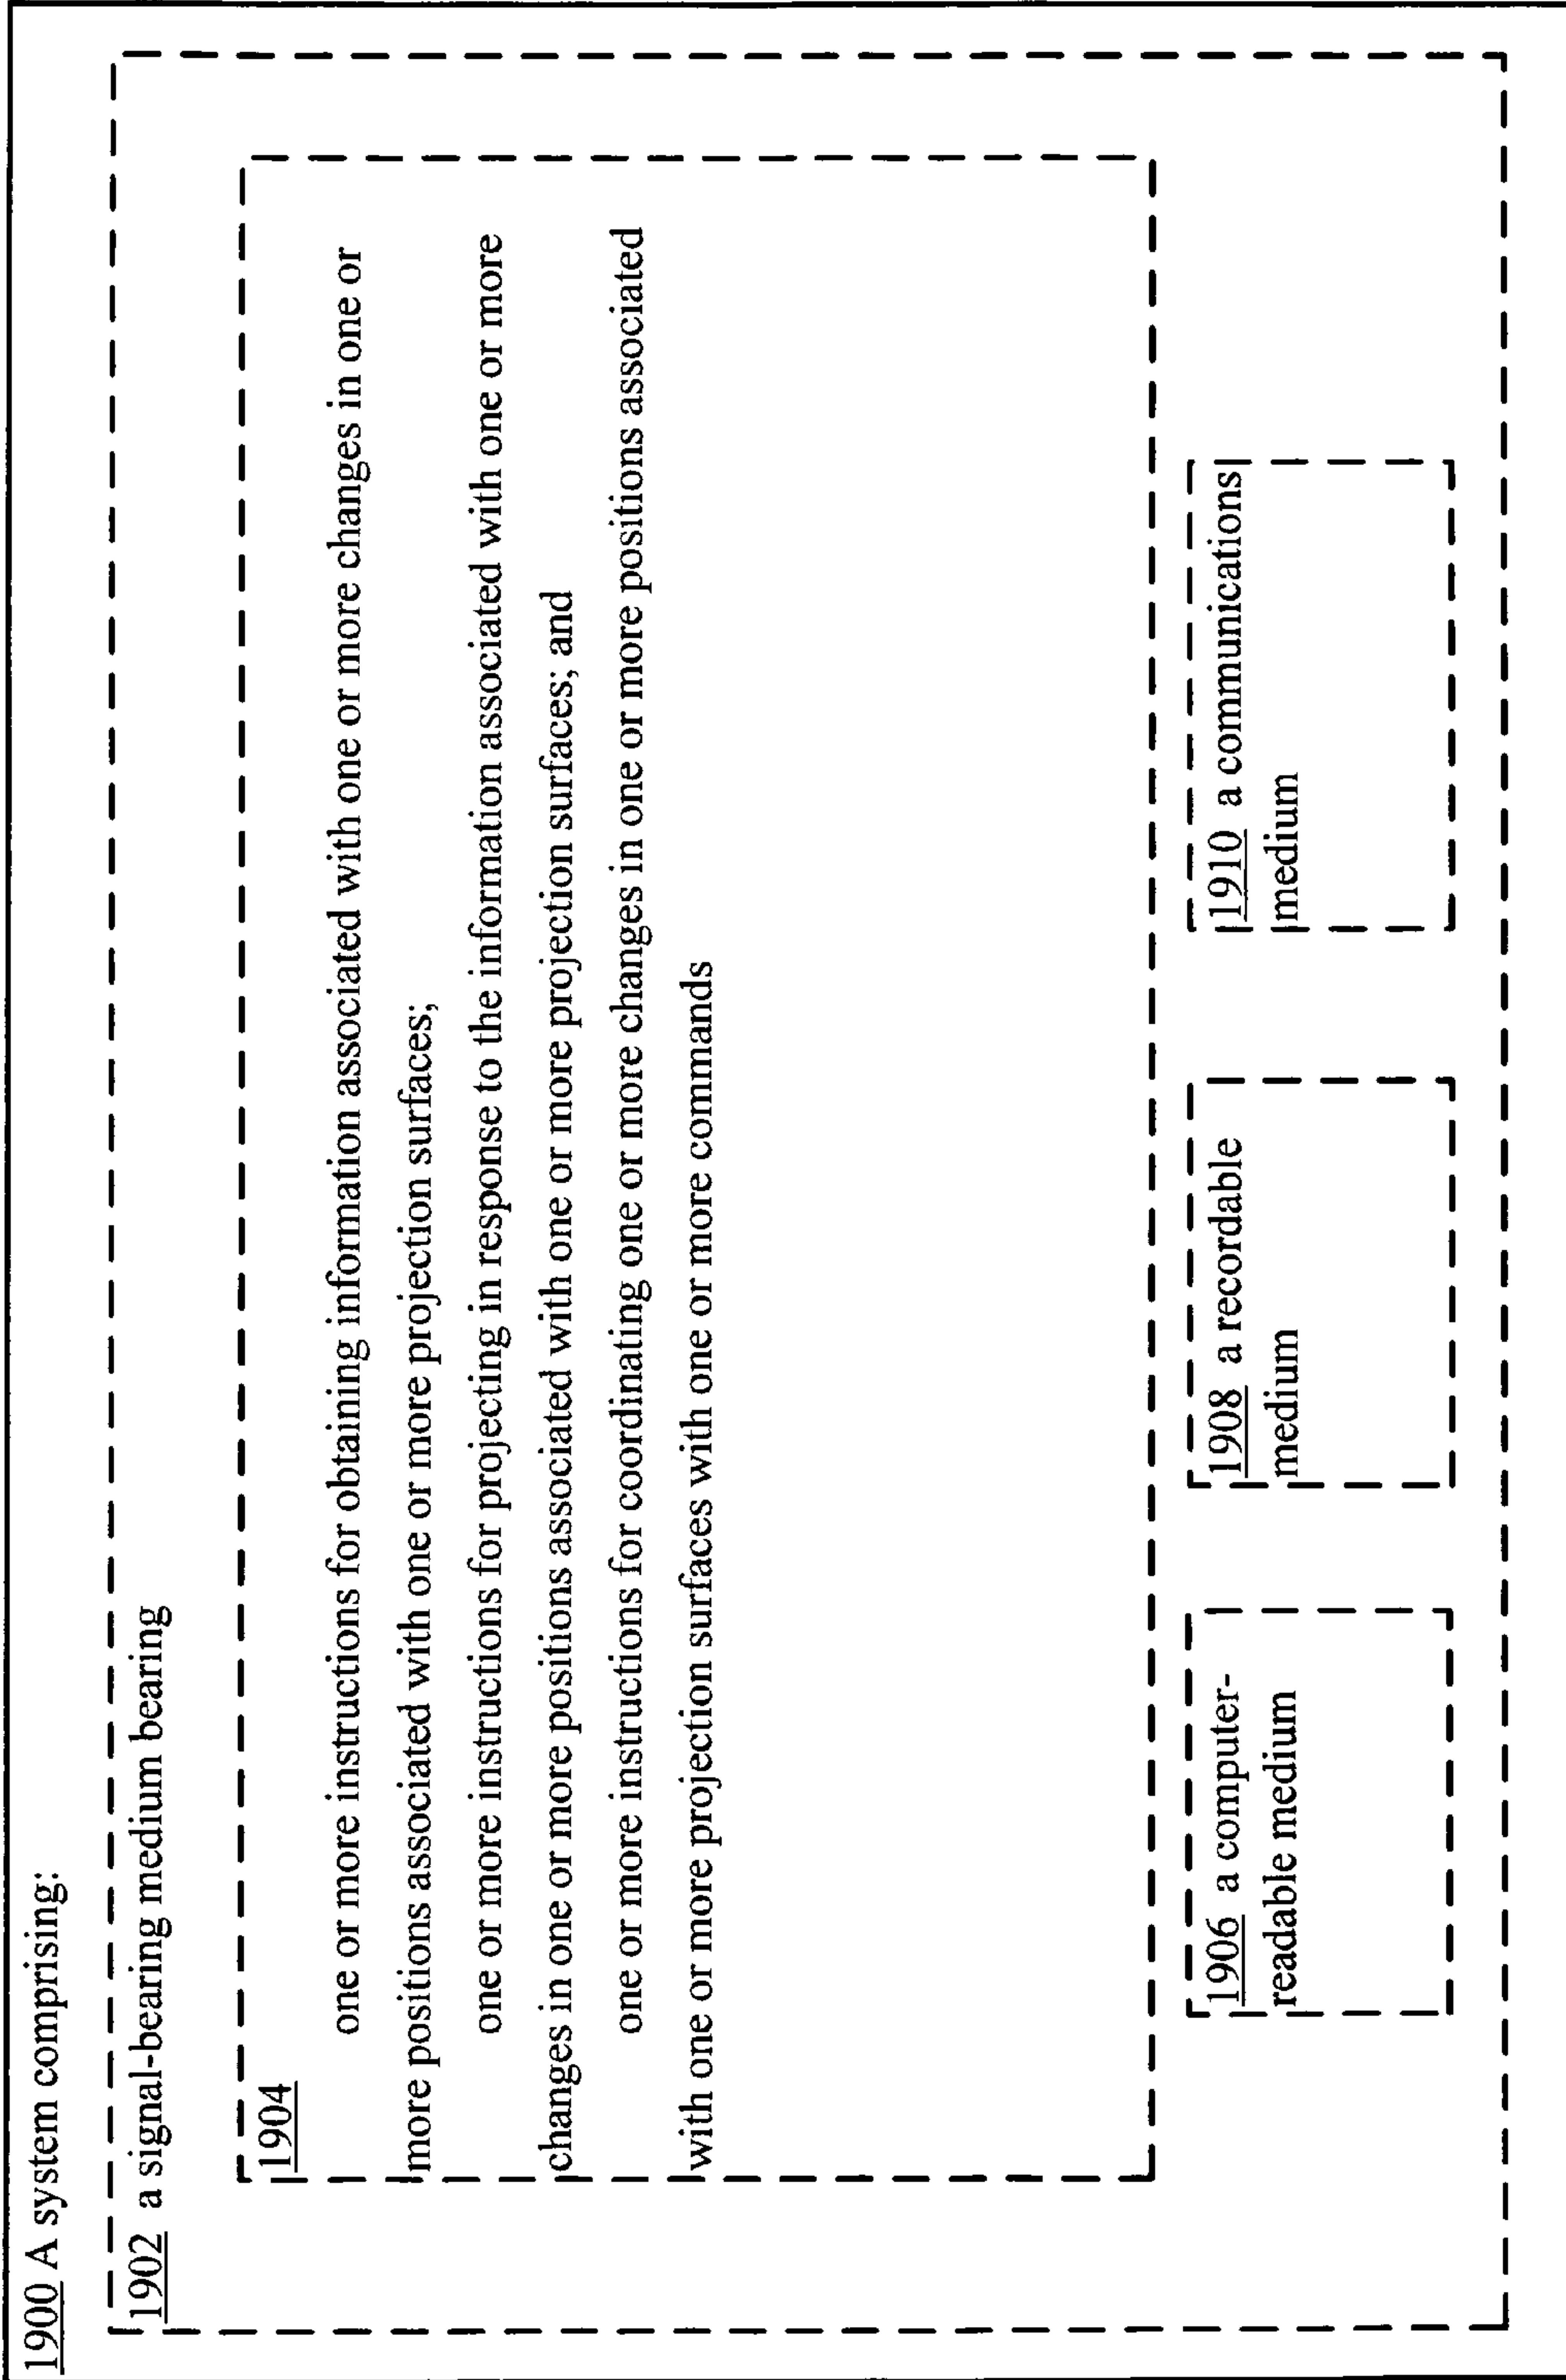 1900 A system comprising:
1902 a signal-bearing medium bearing
1904
one or more instructions for obtaining information associated with one or more changes in one or
more positions associated with one or more projection surfaces;
one or more instructions for projecting in response to the information associated with one or more
changes in one or more positions associated with one or more projection surfaces; and
one or more instructions for coordinating one or more changes in one or more positions associated
with one or more projection surfaces with one or more commands
1906 a computer-
readable medium
1908 a recordable
medium
1910 a communications
medium